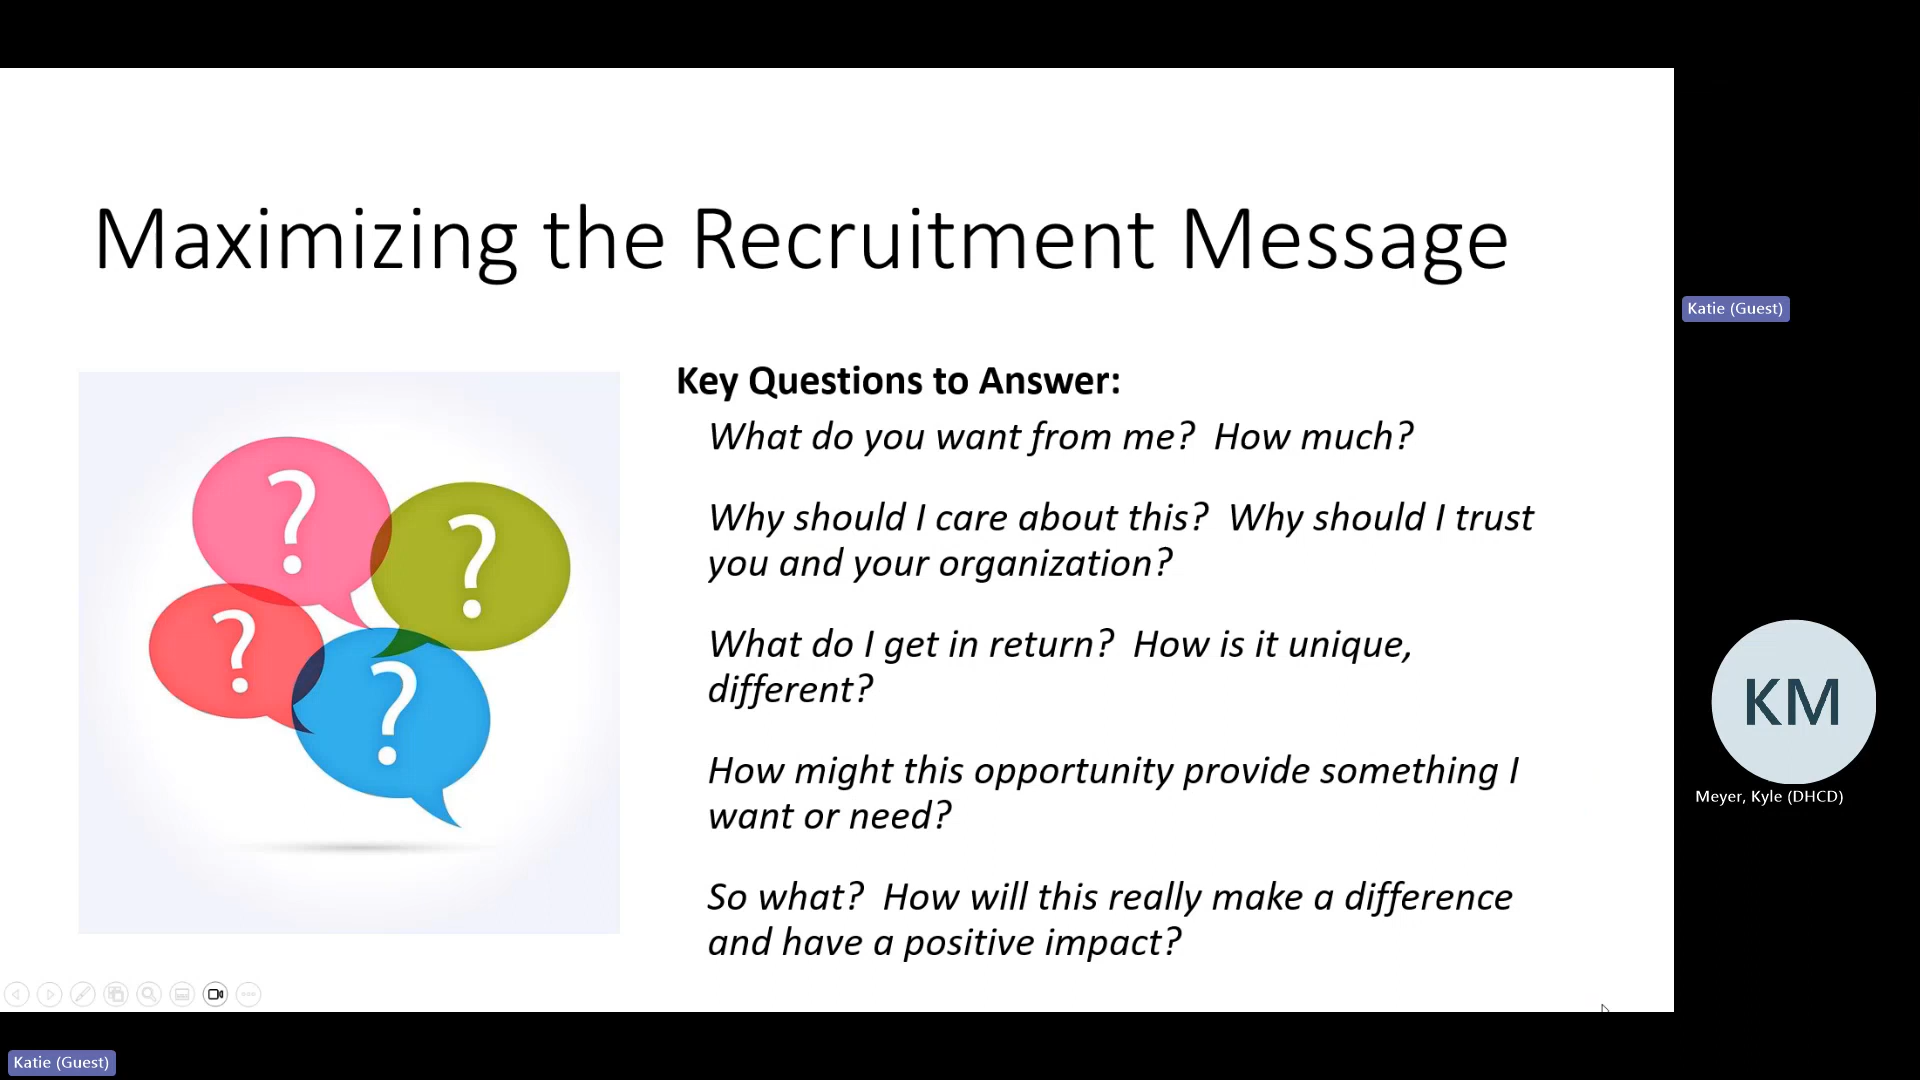 Maximizing the Recruitment Message
?
?
?
?
Key Questions to Answer:
What do you want from me?  How much?
Why should I care about this?  Why should I trust
you and your organization?
What do I get in return?  How is it unique,
different?
How might this opportunity provide something I
want or need?
So what?  How will this really make a difference
and have a positive impact?
Katie (Guest)
KM
Meyer, Kyle (DHCD)
Katie (Guest)